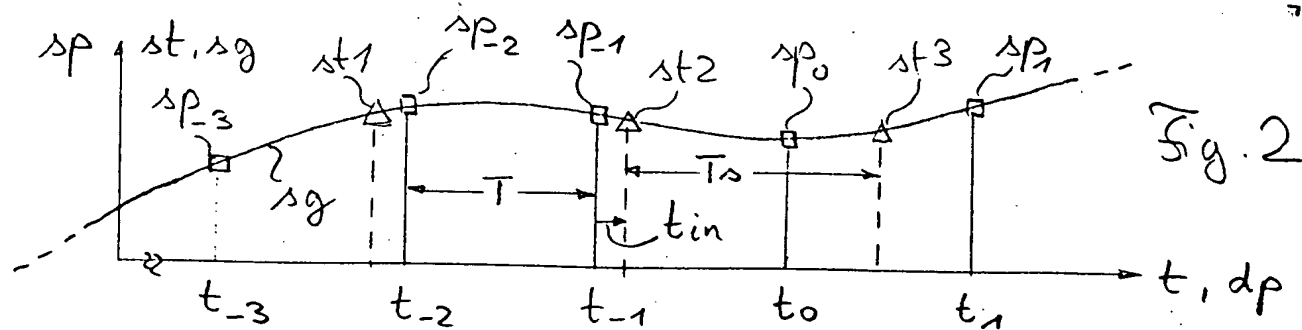 sp st, sg
st1 sp-2 sp-1 st2 sp0 st3 sp1
sp-3
sg
T
Ts
tin
Fig. 2
t-3 t-2 t-1 t0 t1
t, dp